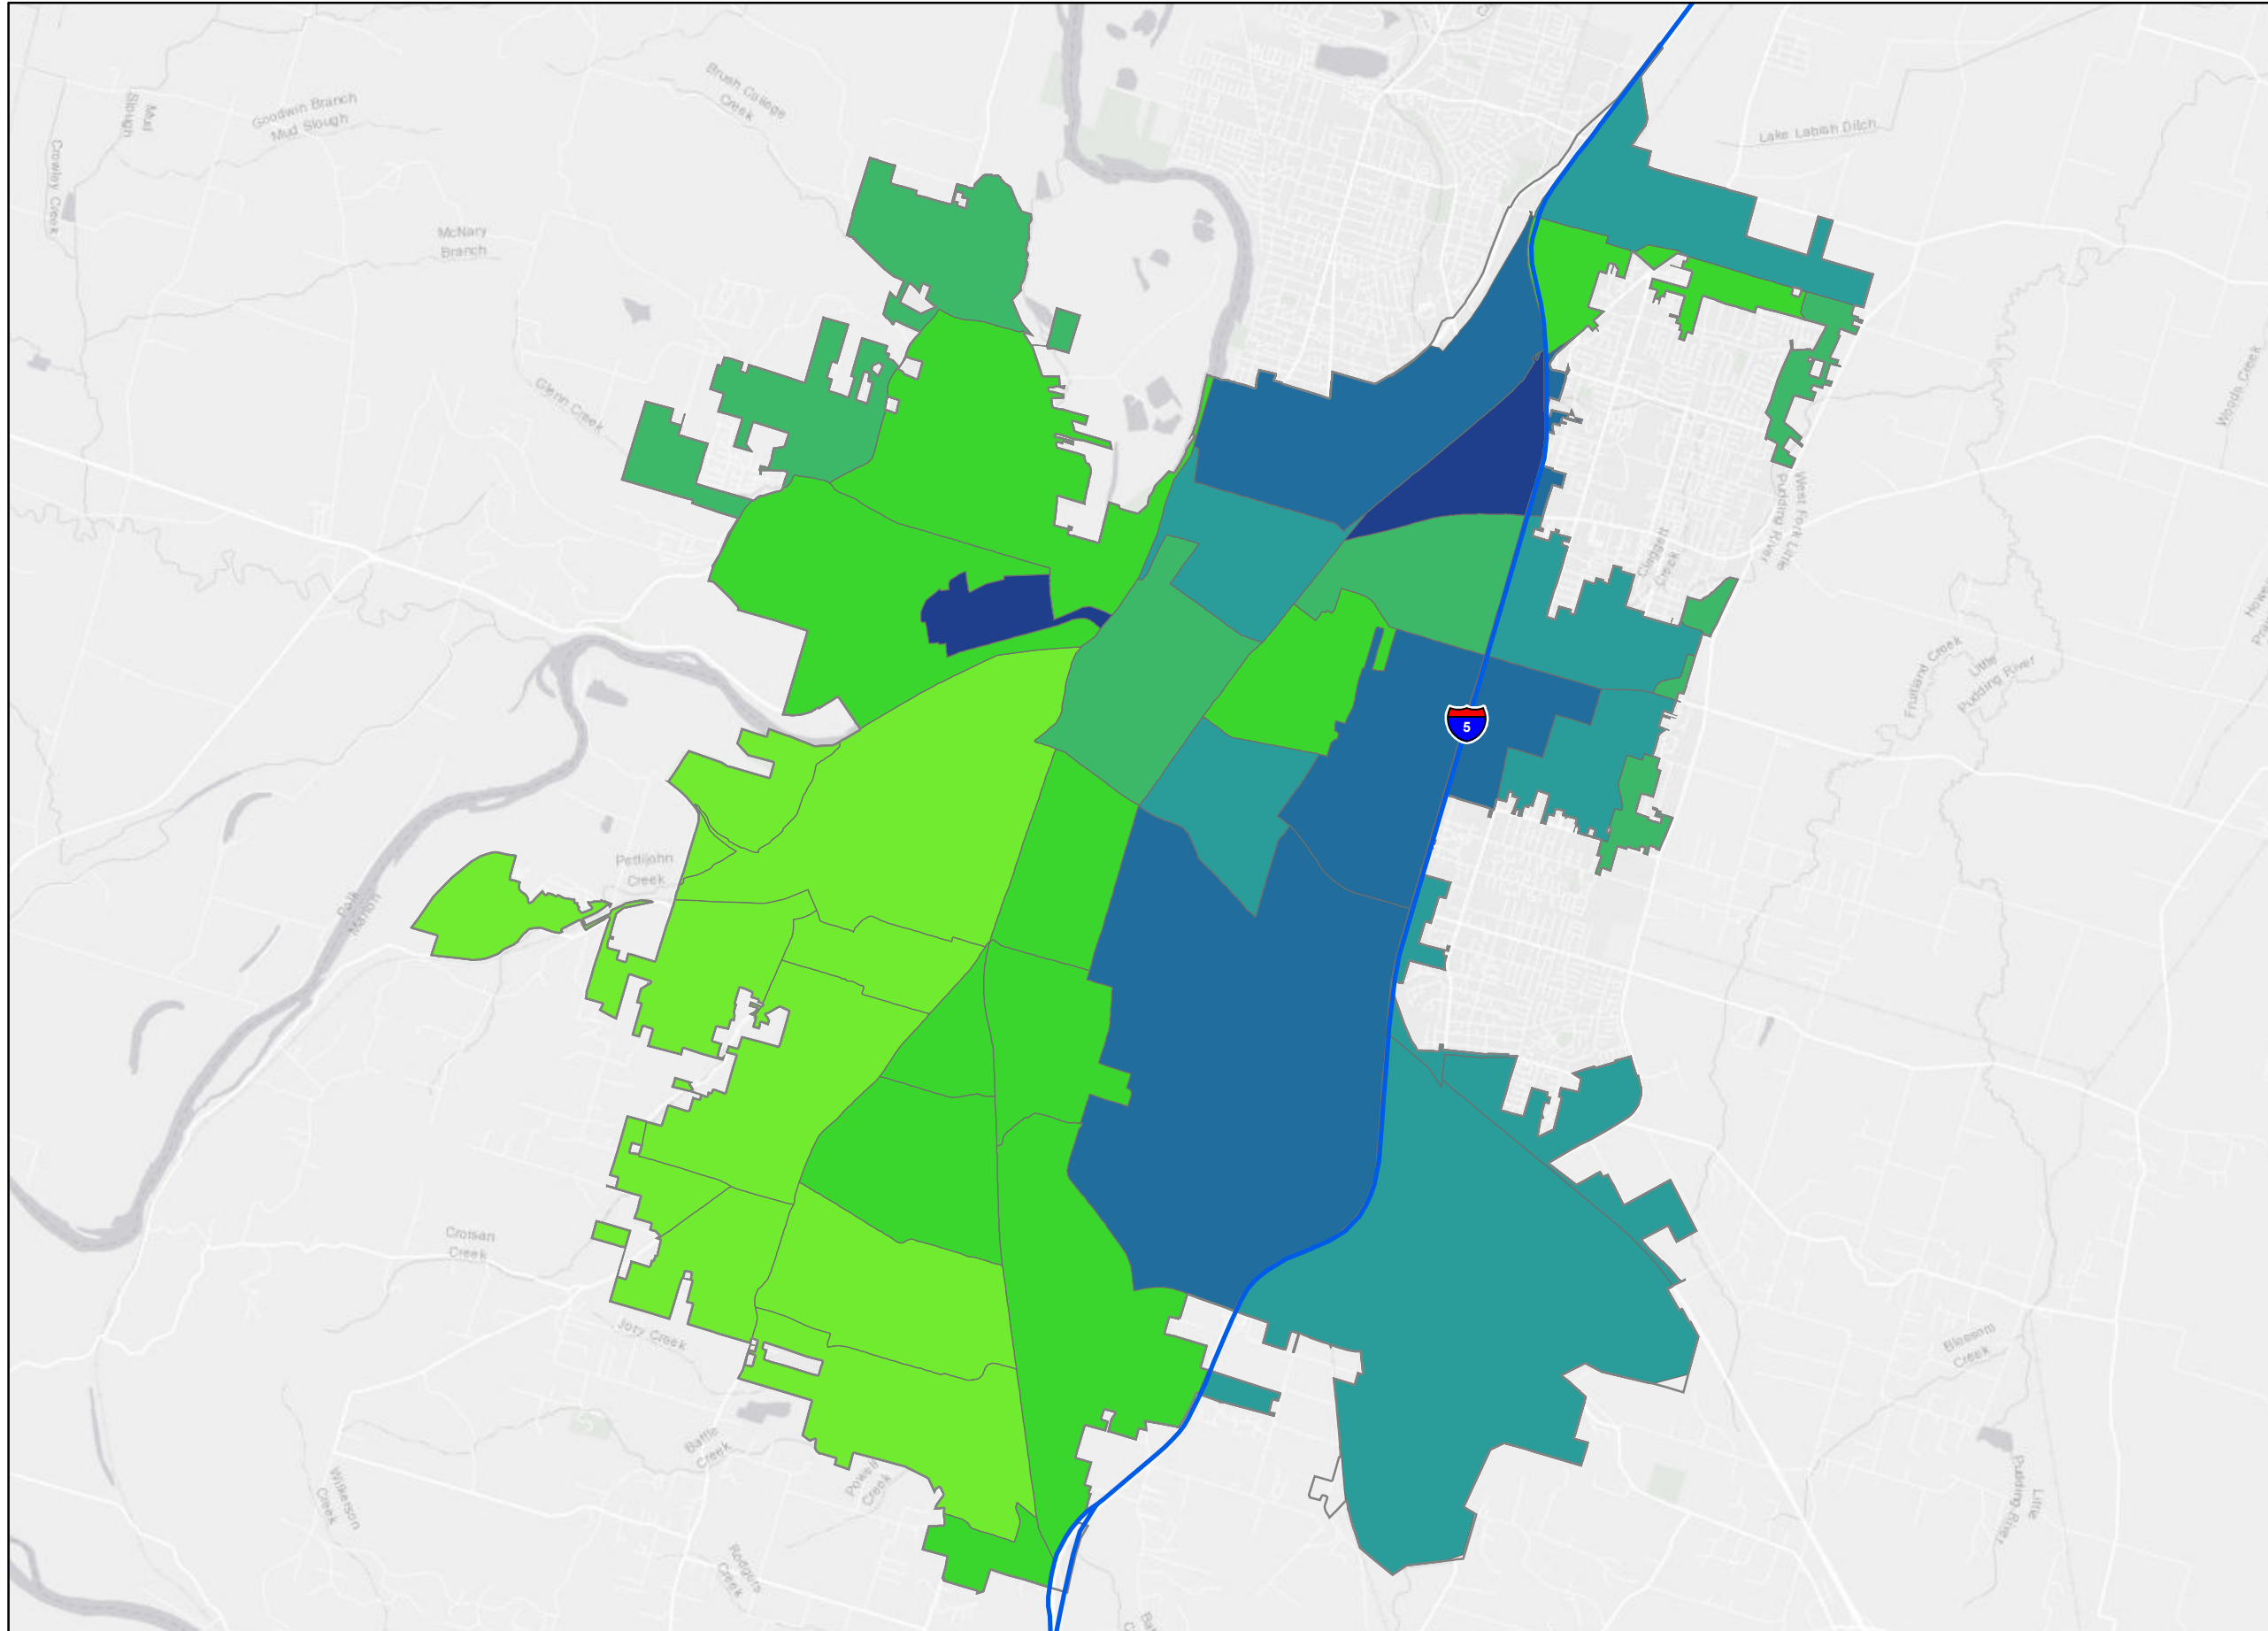 Brush College
Creek
Goodwin Branch
Mud Slough
Mud
Slough
Lake Labish Ditch
Crowley Creek
McNary
Branch
Glenn Creek
Woods Creek
West Fork Little
Pudding River
Claggett
Creek
Fruitland Creek
Little
Pudding River
5
Pettijohn
Creek
Croisan
Creek
Jory Creek
Battle
Creek
Powell
Creek
Blossom
Creek
Wilkerson
Creek
Rodgers
Creek
Little
Pudding River